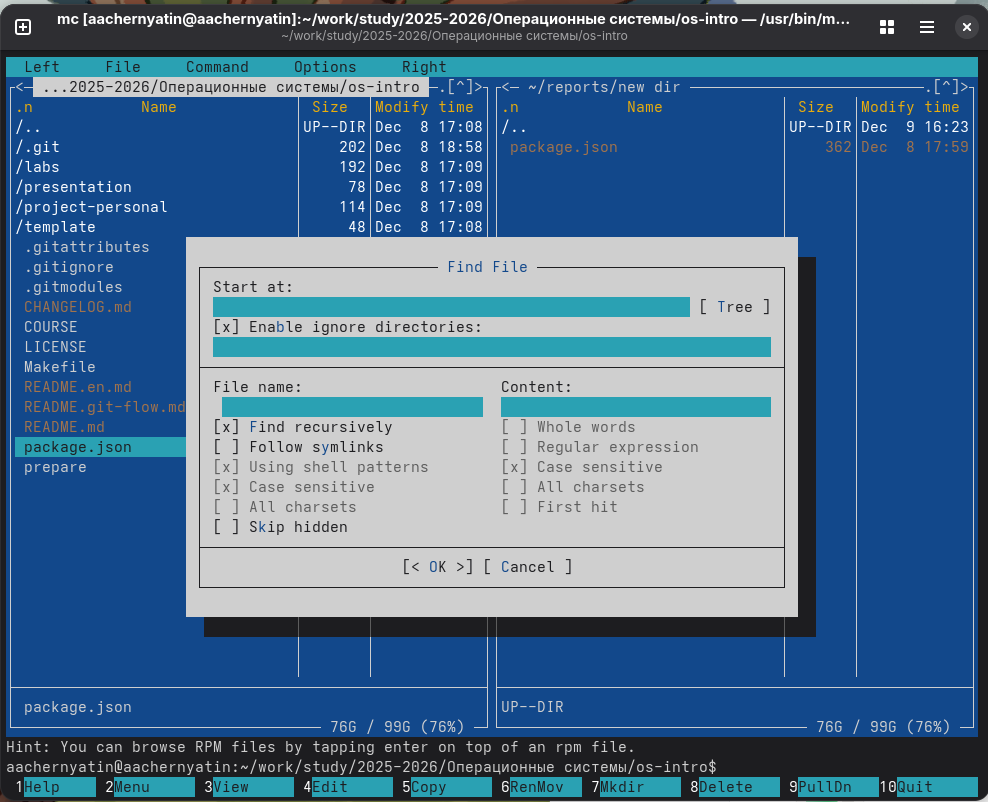 mc [aachernyatin@aachernyatin]:~/work/study/2025-2026/Операционные системы/os-intro — /usr/bin/m...
~/work/study/2025-2026/Операционные системы/os-intro
Left File Command Options Right
<─ ...2025-2026/Операционные системы/os-intro ─.[^]> <─ ~/reports/new dir ─.[^]>
.n Name Size Modify time .n Name Size Modify time
/.. UP--DIR Dec 8 17:08 /.. UP--DIR Dec 9 16:23
/.git 202 Dec 8 18:58 package.json 362 Dec 8 17:59
/labs 192 Dec 8 17:09
/presentation 78 Dec 8 17:09
/project-personal 114 Dec 8 17:09
/template 48 Dec 8 17:08
.gitattributes
.gitignore
.gitmodules
CHANGELOG.md
COURSE
LICENSE
Makefile
README.en.md
README.git-flow.md
README.md
package.json
prepare
Find File
Start at:
[ Tree ]
[x] Enable ignore directories:
File name: Content:
[x] Find recursively [ ] Whole words
[ ] Follow symlinks [ ] Regular expression
[x] Using shell patterns [x] Case sensitive
[x] Case sensitive [ ] All charsets
[ ] All charsets [ ] First hit
[ ] Skip hidden
[< OK >] [ Cancel ]
package.json UP--DIR
76G / 99G (76%) 76G / 99G (76%)
Hint: You can browse RPM files by tapping enter on top of an rpm file.
aachernyatin@aachernyatin:~/work/study/2025-2026/Операционные системы/os-intro$
1Help 2Menu 3View 4Edit 5Copy 6RenMov 7Mkdir 8Delete 9PullDn 10Quit